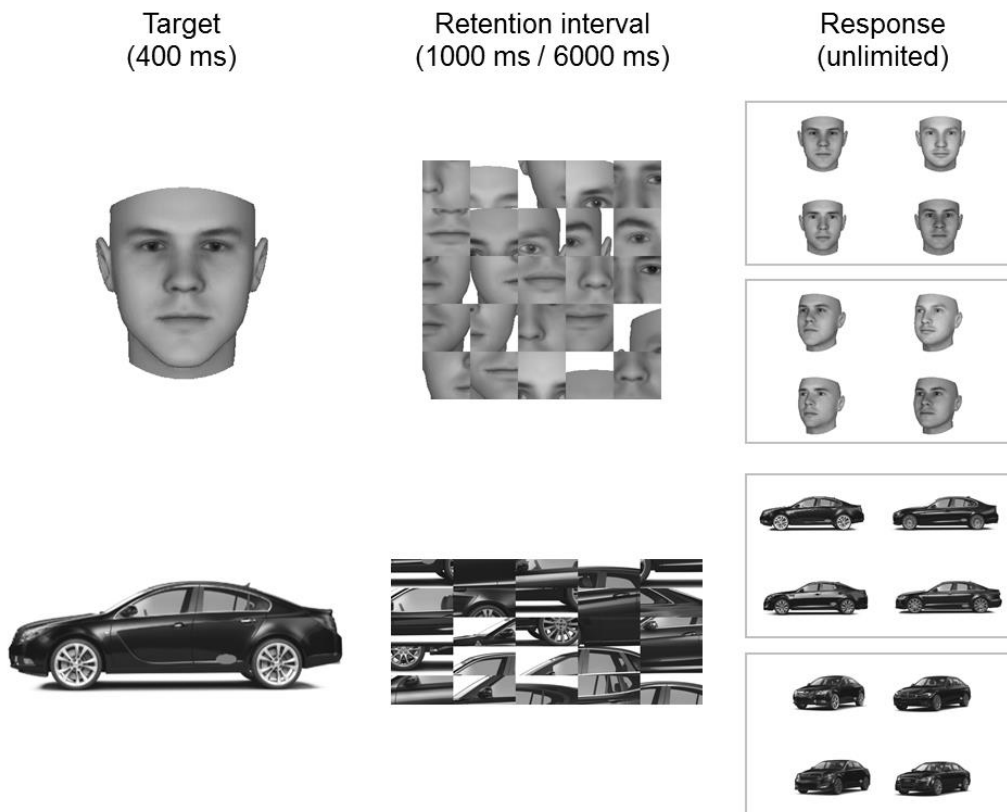 Target
(400 ms)
Retention interval
(1000 ms / 6000 ms)
Response
(unlimited)